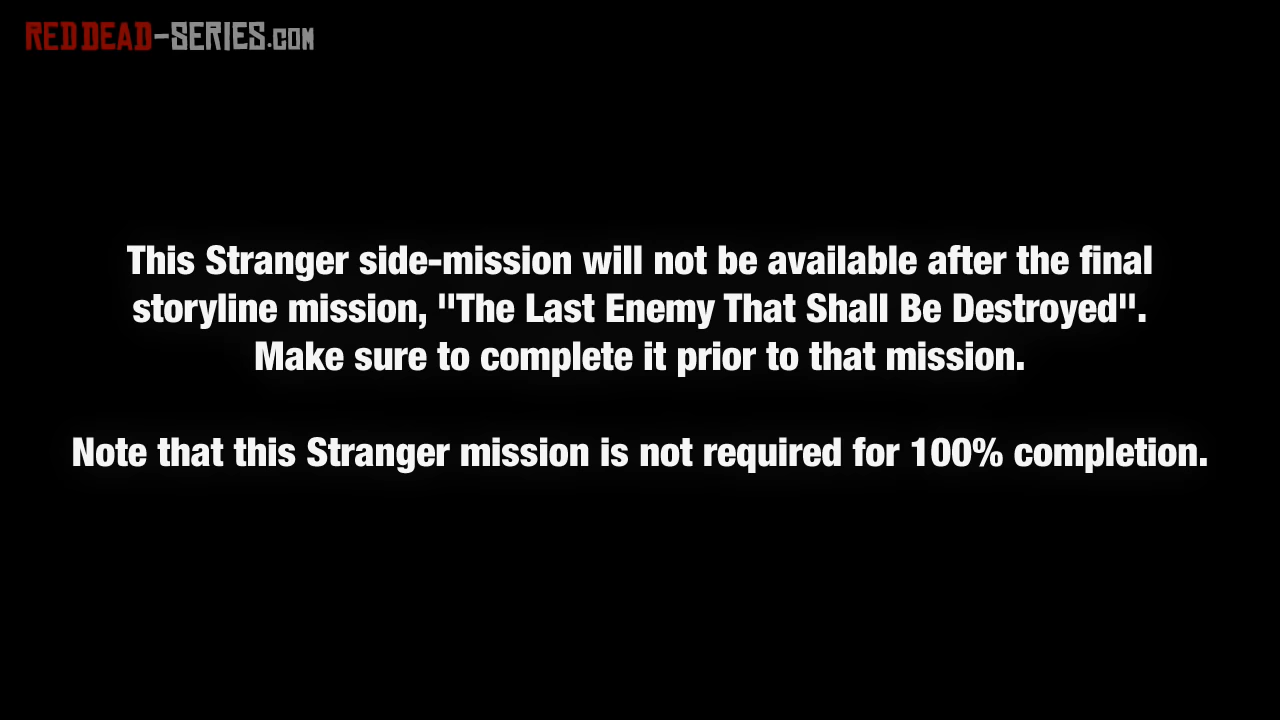 RED DEAD-SERIES.COM
This Stranger side-mission will not be available after the final
storyline mission, "The Last Enemy That Shall Be Destroyed".
Make sure to complete it prior to that mission.
Note that this Stranger mission is not required for 100% completion.